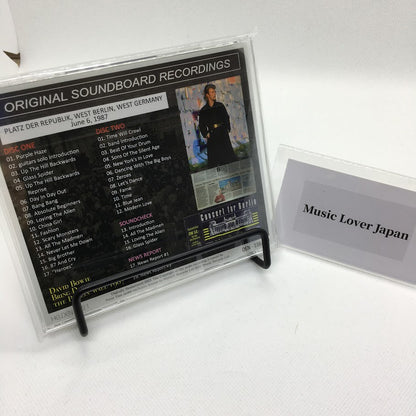 ORIGINAL SOUNDBOARD RECORDINGS
PLATZ DER REPUBLIK, WEST BERLIN, WEST GERMANY
June 6, 1987
DISC ONE
01. Purple Haze
02. guitars solo introduction
03. Up The Hill Backwards
04. Glass Spider
05. Up The Hill Backwards
Reprise
06. Day In Day Out
07. Bang Bang
08. Absolute Beginners
09. Loving The Alien
10. China Girl
11. Fashion
12. Scary Monsters
13. All The Madmen
14. Never Let Me Down
15. Big Brother
16. 87 And Cry
17. "Heroes"
DISC TWO
01. Time Will Crawl
02. band introduction
03. Beat Of Your Drum
04. Sons Of The Silent Age
05. New York's In Love
06. Dancing With The Big Boys
07. Zeroes
08. Let's Dance
09. Fame
10. Time
11. Blue Jean
12. Modern Love
SOUNDCHECK
13. Introduction
14. All The Madmen
15. Loving The Alien
16. Glass Spider
NEWS REPORT
17. News Report #1
Concert for Berlin
David Bowie
Music Lover Japan